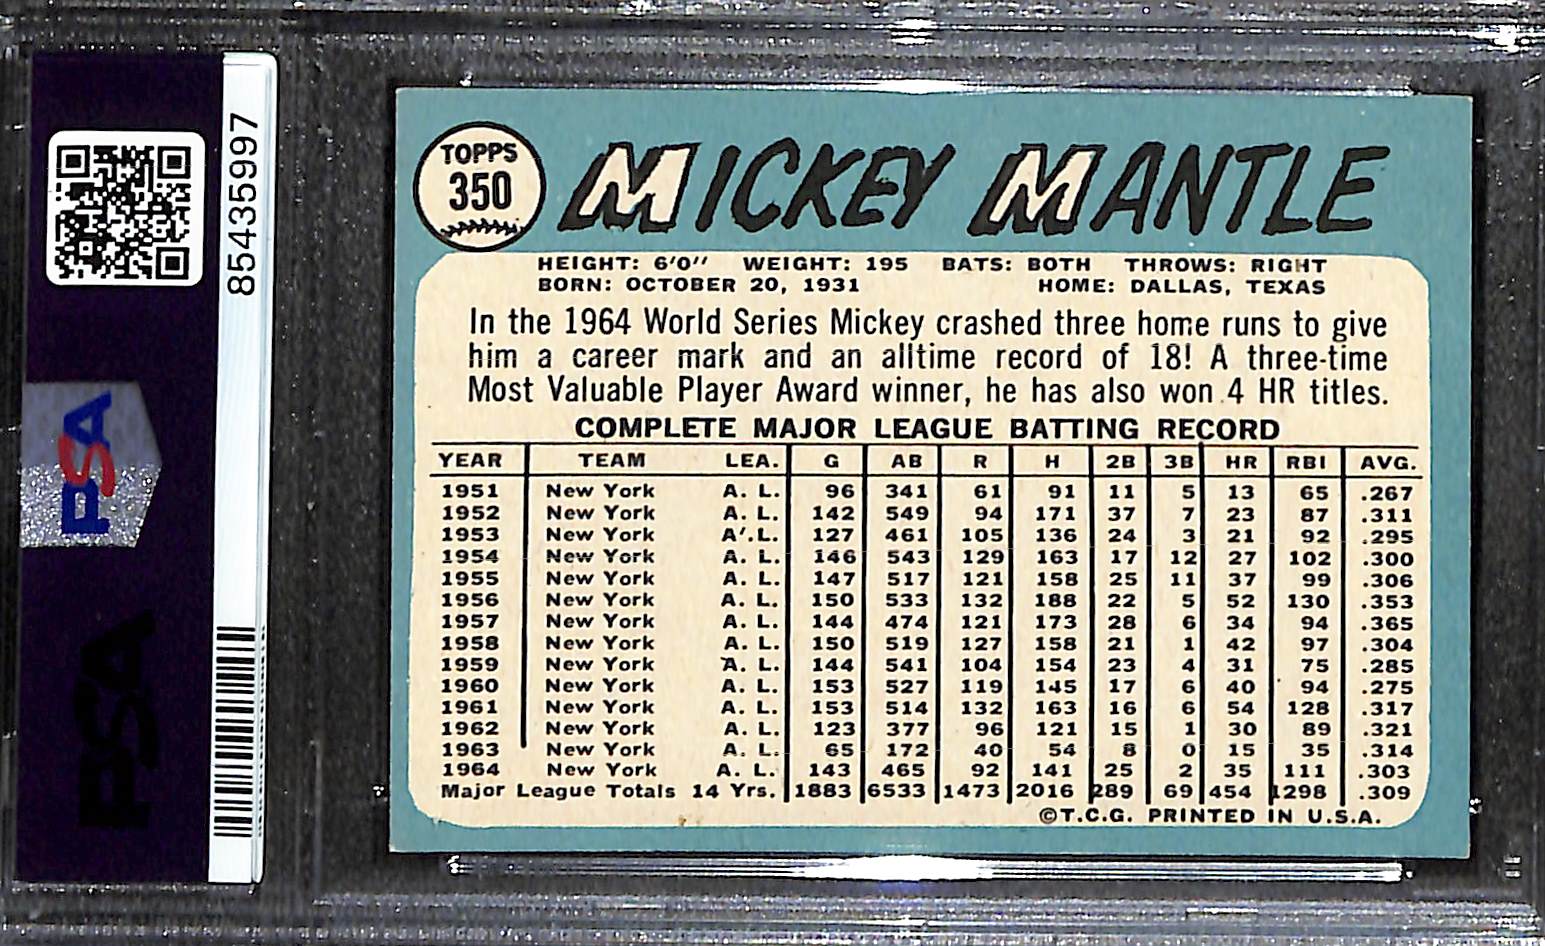 85435997
PSA
PSA
TOPPS
350
MICKEY MANTLE
HEIGHT: 6'0" WEIGHT: 195 BATS: BOTH THROWS: RIGHT
BORN: OCTOBER 20, 1931 HOME: DALLAS, TEXAS
In the 1964 World Series Mickey crashed three home runs to give
him a career mark and an alltime record of 18! A three-time
Most Valuable Player Award winner, he has also won 4 HR titles.
COMPLETE MAJOR LEAGUE BATTING RECORD
YEAR TEAM LEA. G AB R H 2B 3B HR RBI AVG.
1951 New York A. L. 96 341 61 91 11 5 13 65 .267
1952 New York A. L. 142 549 94 171 37 7 23 87 .311
1953 New York A. L. 127 461 105 136 24 3 21 92 .295
1954 New York A. L. 146 543 129 163 17 12 27 102 .300
1955 New York A. L. 147 517 121 158 25 11 37 99 .306
1956 New York A. L. 150 533 132 188 22 5 52 130 .353
1957 New York A. L. 144 474 121 173 28 6 34 94 .365
1958 New York A. L. 150 519 127 158 21 1 42 97 .304
1959 New York A. L. 144 541 104 154 23 4 31 75 .285
1960 New York A. L. 153 527 119 145 17 6 40 94 .275
1961 New York A. L. 153 514 132 163 16 6 54 128 .317
1962 New York A. L. 123 377 96 121 15 1 30 89 .321
1963 New York A. L. 65 172 40 54 8 0 15 35 .314
1964 New York A. L. 143 465 92 141 25 2 35 111 .303
Major League Totals 14 Yrs. 1883 6533 1473 2016 289 69 454 1298 .309
©T.C.G. PRINTED IN U.S.A.